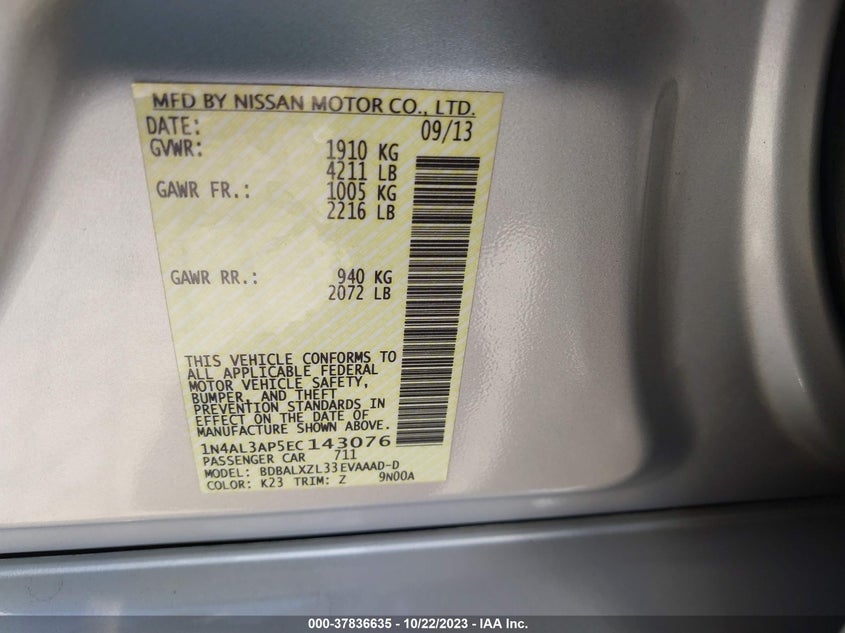 MFD BY NISSAN MOTOR CO., LTD.
DATE: 09/13
GVWR: 1910 KG
4211 LB
GAWR FR.: 1005 KG
2216 LB
GAWR RR.: 940 KG
2072 LB
THIS VEHICLE CONFORMS TO
ALL APPLICABLE FEDERAL
MOTOR VEHICLE SAFETY,
BUMPER, AND THEFT
PREVENTION STANDARDS IN
EFFECT ON THE DATE OF
MANUFACTURE SHOWN ABOVE.
1N4AL3AP5EC143076
PASSENGER CAR 711
MODEL: BDBALXZL33EVAAAD-D
COLOR: K23 TRIM: Z 9N00A
000-37836635 - 10/22/2023 - IAA Inc.